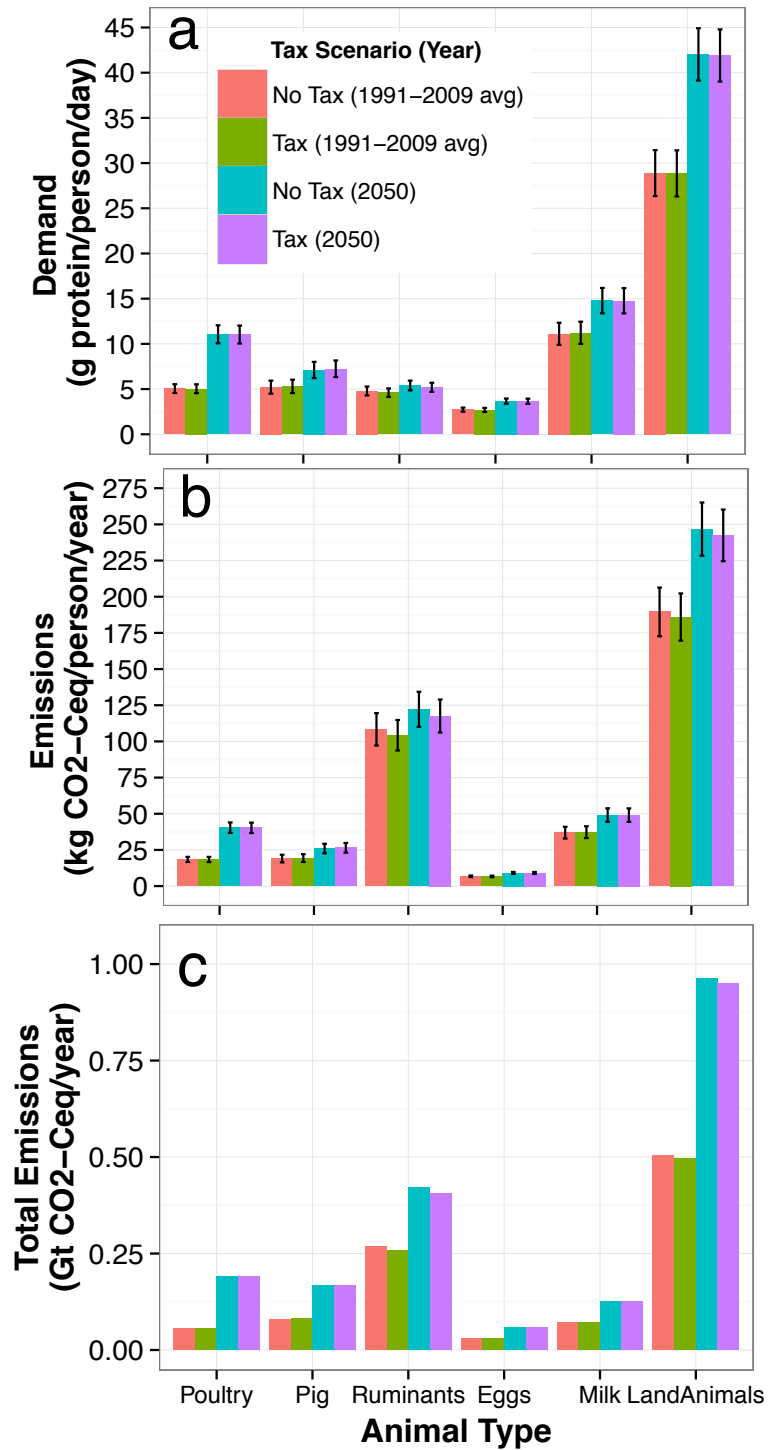 a
Tax Scenario (Year)
No Tax (1991−2009 avg)
Tax (1991−2009 avg)
No Tax (2050)
Tax (2050)
45
40
35
30
25
20
15
10
5
0
Demand
(g protein/person/day)
b
275
250
225
200
175
150
125
100
75
50
25
0
Emissions
(kg CO2−Ceq/person/year)
c
1.00
0.75
0.50
0.25
0.00
Total Emissions
(Gt CO2−Ceq/year)
Poultry Pig Ruminants Eggs Milk LandAnimals
Animal Type